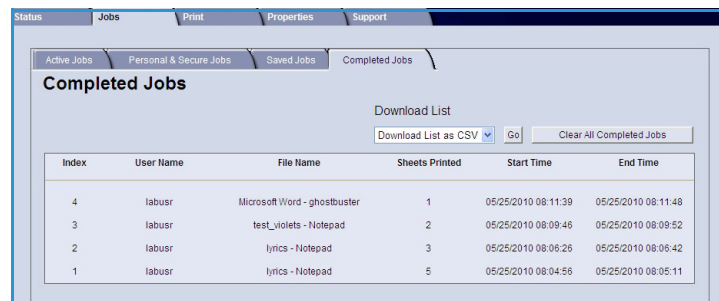 Status Jobs Print Properties Support
Active Jobs Personal & Secure Jobs Saved Jobs Completed Jobs
Completed Jobs
Download List
Download List as CSV Go Clear All Completed Jobs
Index User Name File Name Sheets Printed Start Time End Time
4 labusr Microsoft Word - ghostbuster 1 05/25/2010 08:11:39 05/25/2010 08:11:48
3 labusr test_violets - Notepad 2 05/25/2010 08:09:46 05/25/2010 08:09:52
2 labusr lyrics - Notepad 3 05/25/2010 08:06:26 05/25/2010 08:06:42
1 labusr lyrics - Notepad 5 05/25/2010 08:04:56 05/25/2010 08:05:11